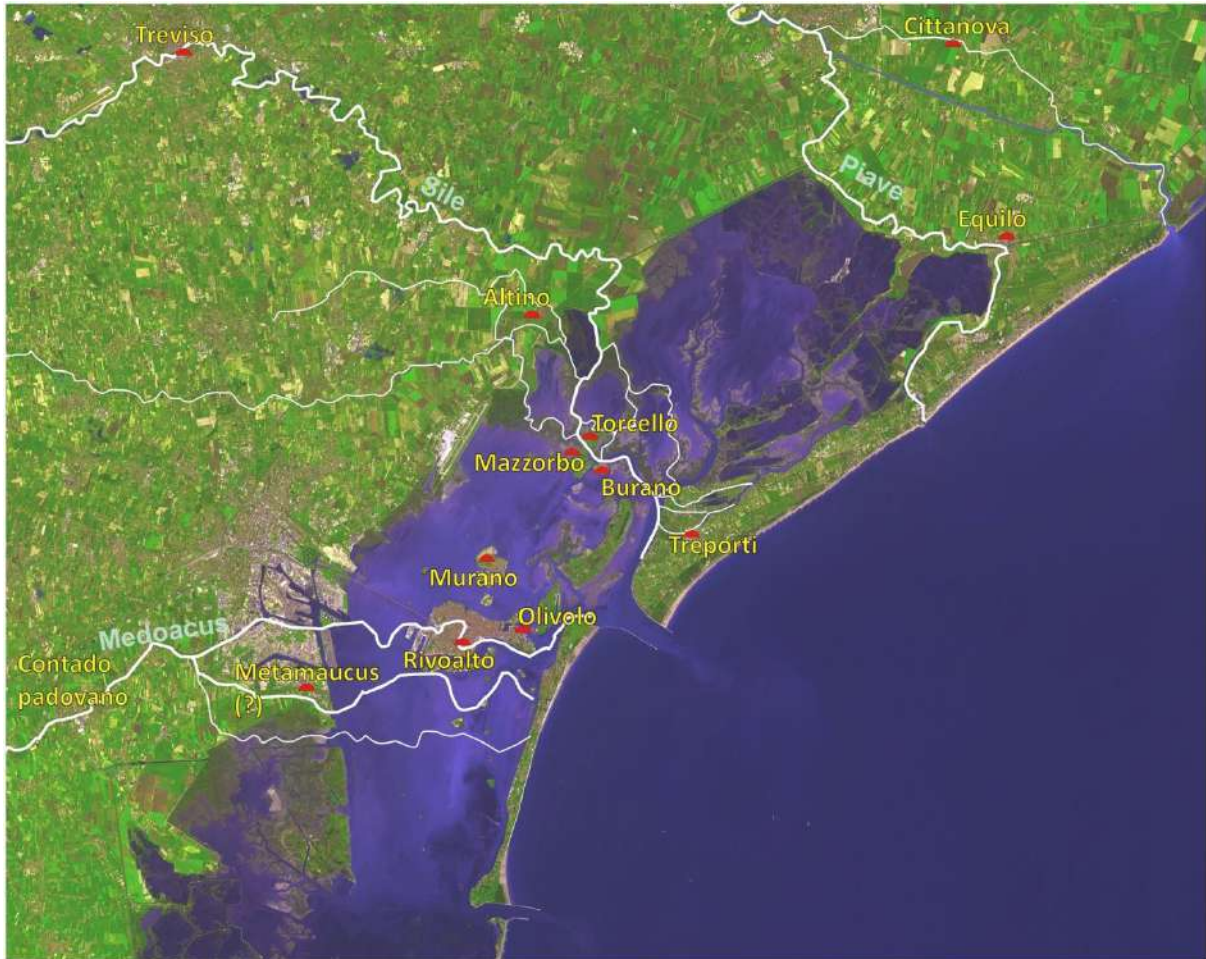 Treviso
Cittanova
Sile
Piave
Equilo
Altino
Torcello
Mazzorbo
Burano
Treporti
Murano
Olivolo
Medoacus
Rivoalto
Contado
padovano
Metamaucus
(?)